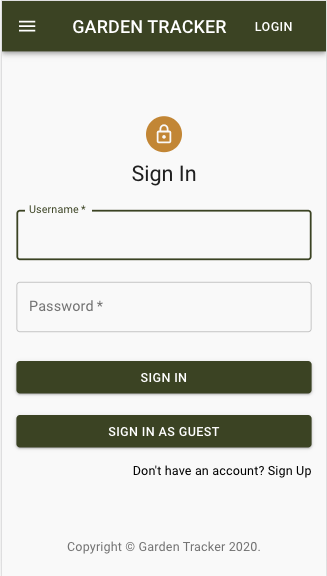 GARDEN TRACKER LOGIN
Sign In
Username *
Password *
SIGN IN
SIGN IN AS GUEST
Don't have an account? Sign Up
Copyright © Garden Tracker 2020.